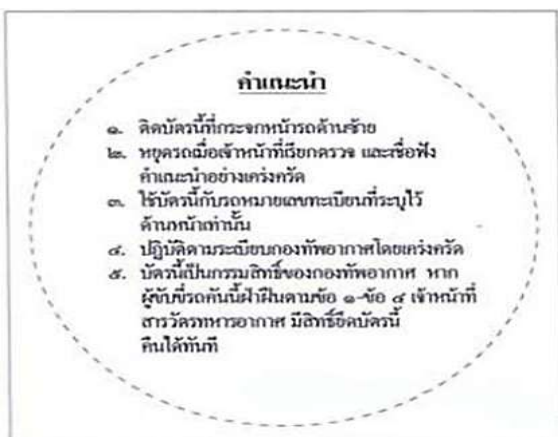 คำแนะนำ
๑. ติดบัตรนี้ที่กระจกหน้ารถด้านซ้าย
๒. หยุดรถเมื่อเจ้าหน้าที่เรียกตรวจ และเชื่อฟัง
คำแนะนำอย่างเคร่งครัด
๓. ใช้บัตรนี้กับรถหมายเลขทะเบียนที่ระบุไว้
ด้านหน้าเท่านั้น
๔. ปฏิบัติตามระเบียบกองทัพอากาศโดยเคร่งครัด
๕. บัตรนี้เป็นกรรมสิทธิ์ของกองทัพอากาศ หาก
ผู้ขับขี่รถคันนี้ฝ่าฝืนตามข้อ ๑-ข้อ ๔ เจ้าหน้าที่
สารวัตรทหารอากาศ มีสิทธิ์ยึดบัตรนี้
คืนได้ทันที